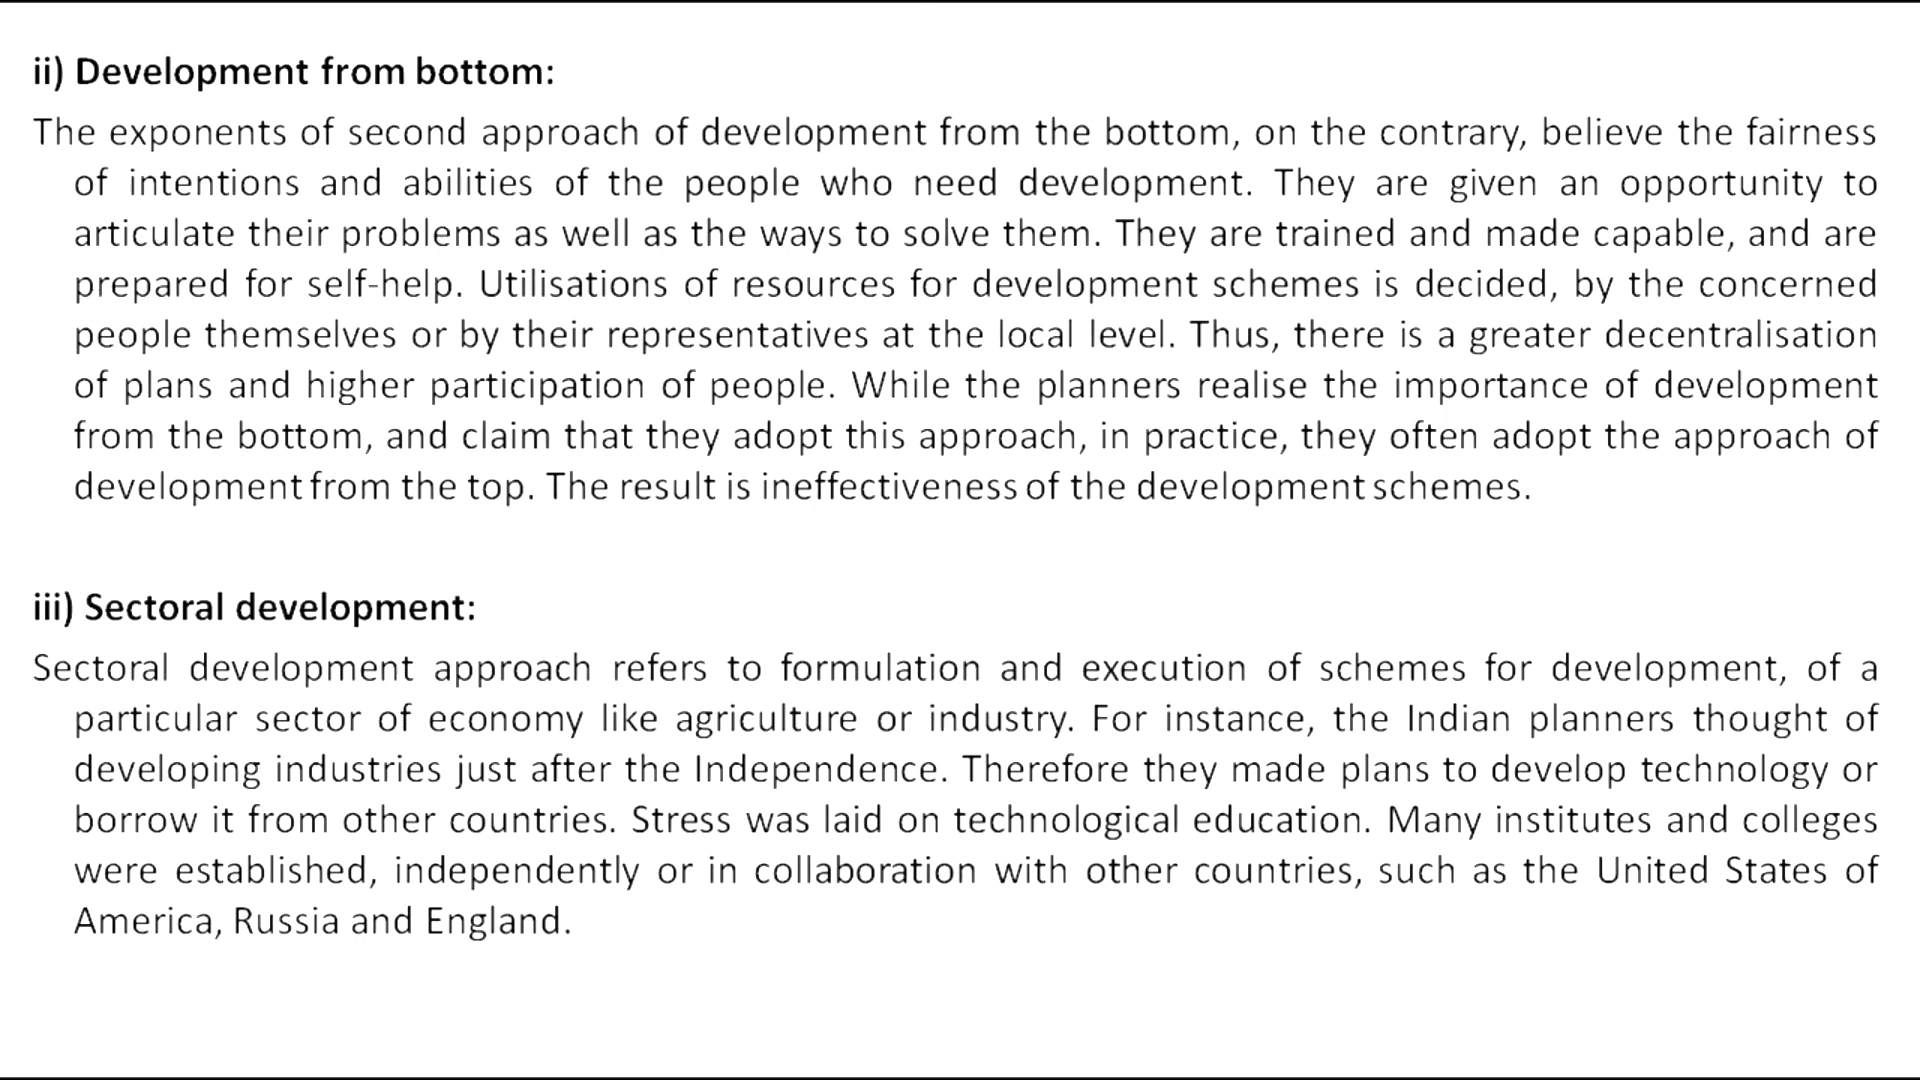 ii) Development from bottom:
The exponents of second approach of development from the bottom, on the contrary, believe the fairness
of intentions and abilities of the people who need development. They are given an opportunity to
articulate their problems as well as the ways to solve them. They are trained and made capable, and are
prepared for self-help. Utilisations of resources for development schemes is decided, by the concerned
people themselves or by their representatives at the local level. Thus, there is a greater decentralisation
of plans and higher participation of people. While the planners realise the importance of development
from the bottom, and claim that they adopt this approach, in practice, they often adopt the approach of
development from the top. The result is ineffectiveness of the development schemes.
iii) Sectoral development:
Sectoral development approach refers to formulation and execution of schemes for development, of a
particular sector of economy like agriculture or industry. For instance, the Indian planners thought of
developing industries just after the Independence. Therefore they made plans to develop technology or
borrow it from other countries. Stress was laid on technological education. Many institutes and colleges
were established, independently or in collaboration with other countries, such as the United States of
America, Russia and England.